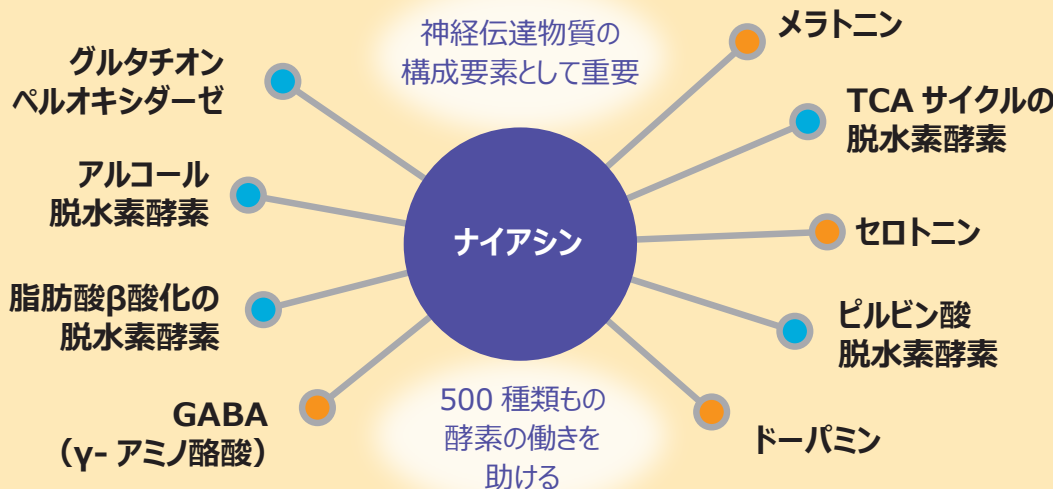 神経伝達物質の
構成要素として重要
グルタチオン
ペルオキシダーゼ
アルコール
脱水素酵素
脂肪酸β酸化の
脱水素酵素
GABA
（γ- アミノ酪酸）
ナイアシン
メラトニン
TCA サイクルの
脱水素酵素
セロトニン
ピルビン酸
脱水素酵素
ドーパミン
500 種類もの
酵素の働きを
助ける